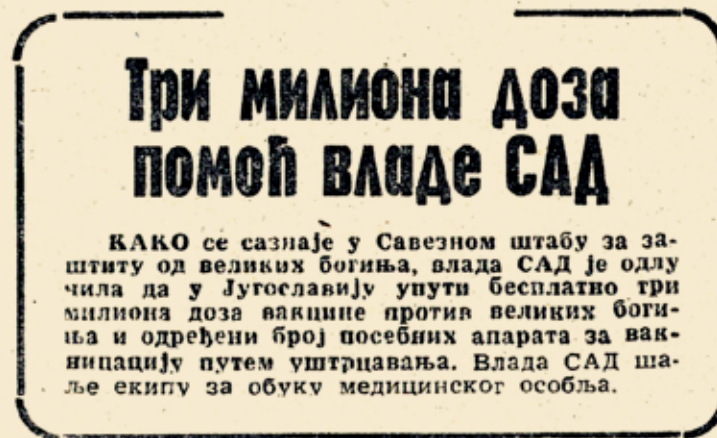 Три милиона доза
помоћ владе САД
КАКО се сазнаје у Савезном штабу за за-
штиту од великих богиња, влада САД је одлу
чила да у Југославију упути бесплатно три
милиона доза вакцине против великих боги-
ња и одређени број посебних апарата за вак-
нипацију путем уштрцавања. Влада САД ша-
ље екипу за обуку медицинског особља.